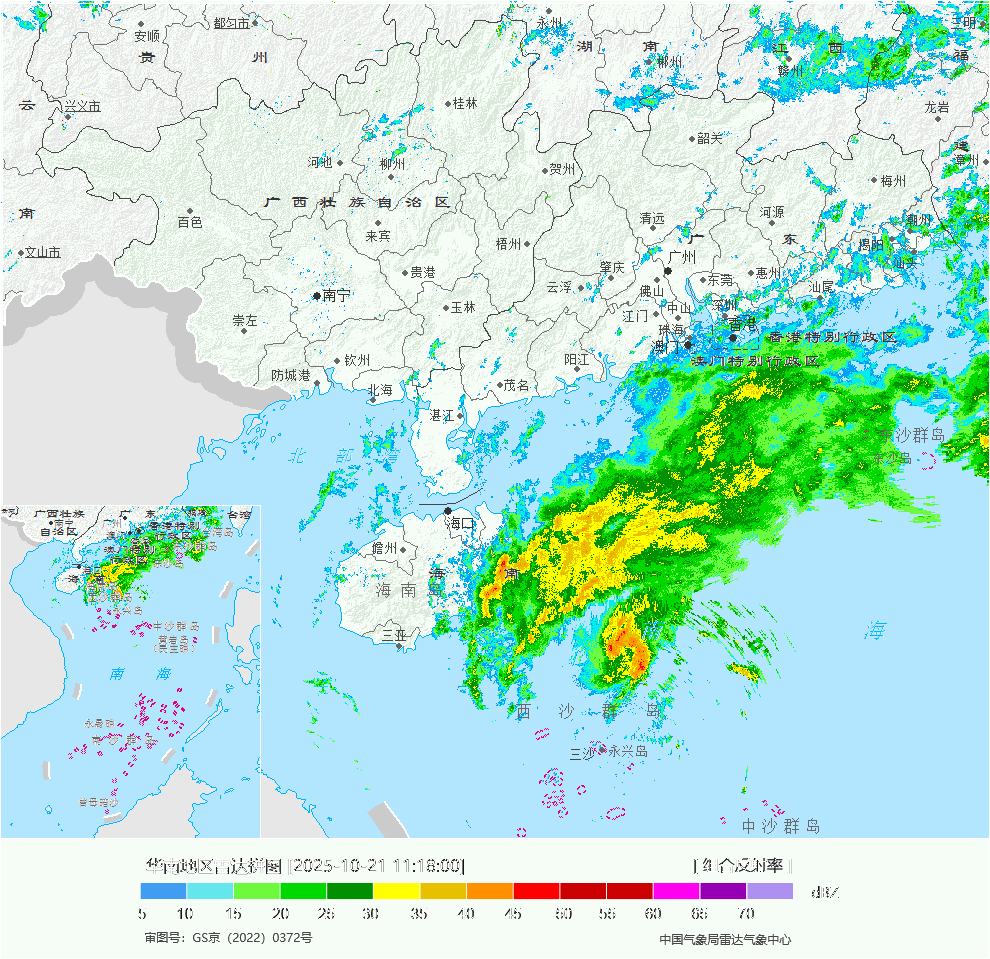 永州
三明
安顺
都匀市
贵 州
湖 南
江 西
福
郴州
赣州
云
兴义市
桂林
龙岩
韶关
建
漳州
河池
柳州
贺州
梅州
广 西 壮 族 自 治 区
南
百色
清远
河源
潮州
来宾
广 东
揭阳
汕头
文山市
梧州
广州
肇庆
惠州
贵港
东莞
云浮
佛山
汕尾
南宁
玉林
中山
深圳
江门
崇左
珠海
香港
香港特别行政区
澳门
澳门特别行政区
钦州
阳江
防城港
茂名
北海
湛江
东沙群岛
东沙岛
北 部 湾
海口
儋州
海 南
海 南 岛
三亚
海
西 沙 群 岛
三沙
永兴岛
中 沙 群 岛
广西壮族
自治区
广 东
台湾
南宁
香港特别
行政区
澳门特别
行政区
永兴岛
中沙群岛
黄岩岛
(民主礁)
南 海
永暑礁
南 沙 群 岛
曾母暗沙
华南地区雷达拼图 [2025-10-21 11:18:00]
[组合反射率]
5 10 15 20 25 30 35 40 45 50 55 60 65 70
dBZ
审图号：GS京（2022）0372号
中国气象局雷达气象中心